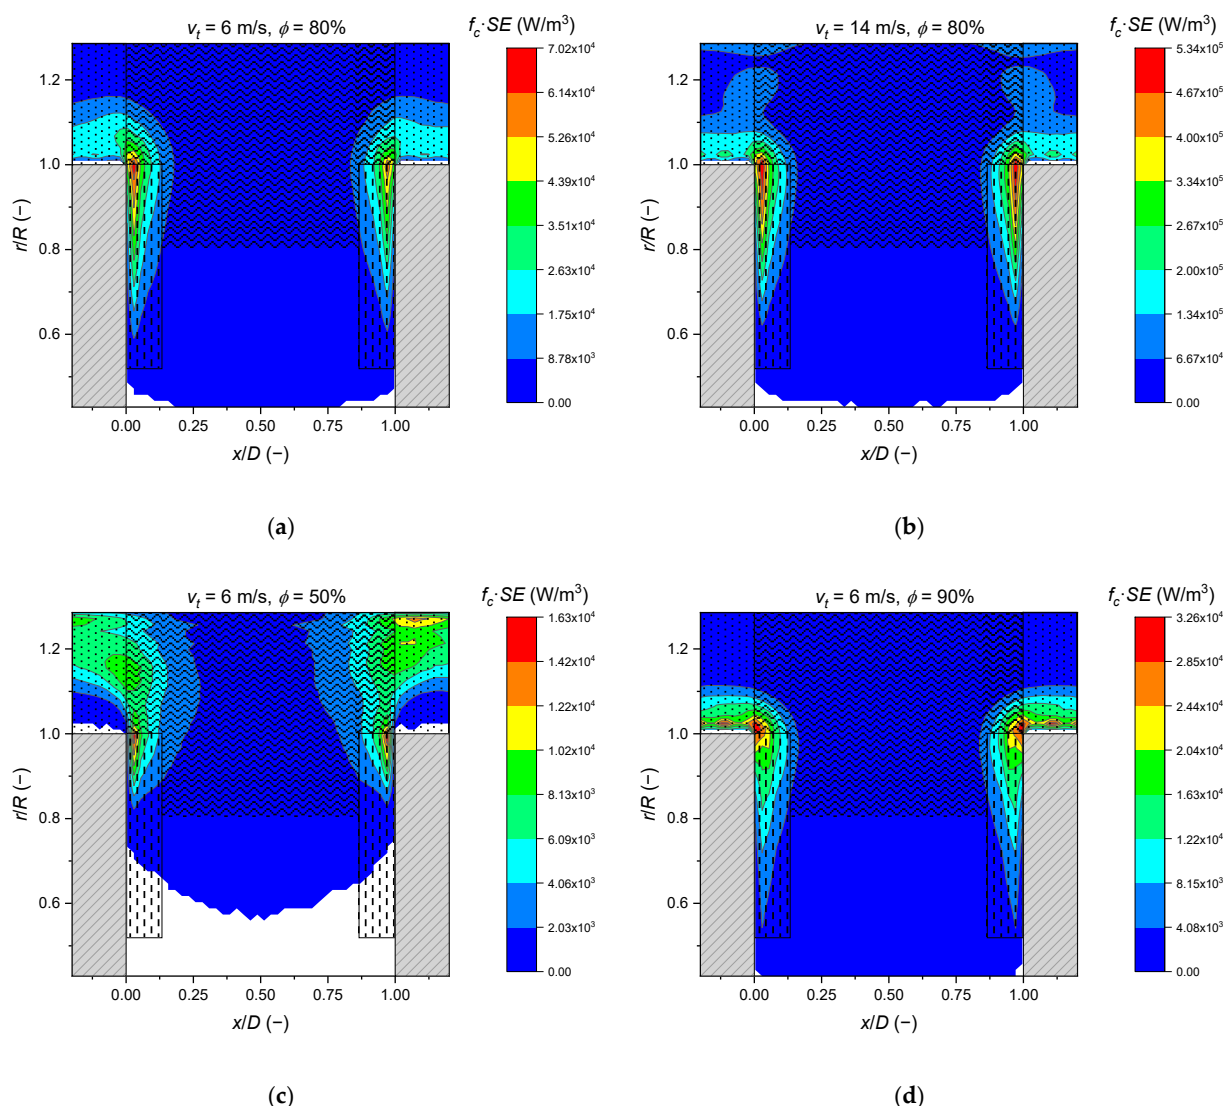 v_t = 6 m/s, ϕ = 80%
f_c·SE (W/m³)
7.02x10⁴
6.14x10⁴
5.26x10⁴
4.39x10⁴
3.51x10⁴
2.63x10⁴
1.75x10⁴
8.78x10³
0.00
1.2
1.0
0.8
0.6
r/R (−)
0.00 0.25 0.50 0.75 1.00
x/D (−)
(a)
v_t = 14 m/s, ϕ = 80%
f_c·SE (W/m³)
5.34x10⁵
4.67x10⁵
4.00x10⁵
3.34x10⁵
2.67x10⁵
2.00x10⁵
1.34x10⁵
6.67x10⁴
0.00
1.2
1.0
0.8
0.6
r/R (−)
0.00 0.25 0.50 0.75 1.00
x/D (−)
(b)
v_t = 6 m/s, ϕ = 50%
f_c·SE (W/m³)
1.63x10⁴
1.42x10⁴
1.22x10⁴
1.02x10⁴
8.13x10³
6.09x10³
4.06x10³
2.03x10³
0.00
1.2
1.0
0.8
0.6
r/R (−)
0.00 0.25 0.50 0.75 1.00
x/D (−)
(c)
v_t = 6 m/s, ϕ = 90%
f_c·SE (W/m³)
3.26x10⁴
2.85x10⁴
2.44x10⁴
2.04x10⁴
1.63x10⁴
1.22x10⁴
8.15x10³
4.08x10³
0.00
1.2
1.0
0.8
0.6
r/R (−)
0.00 0.25 0.50 0.75 1.00
x/D (−)
(d)